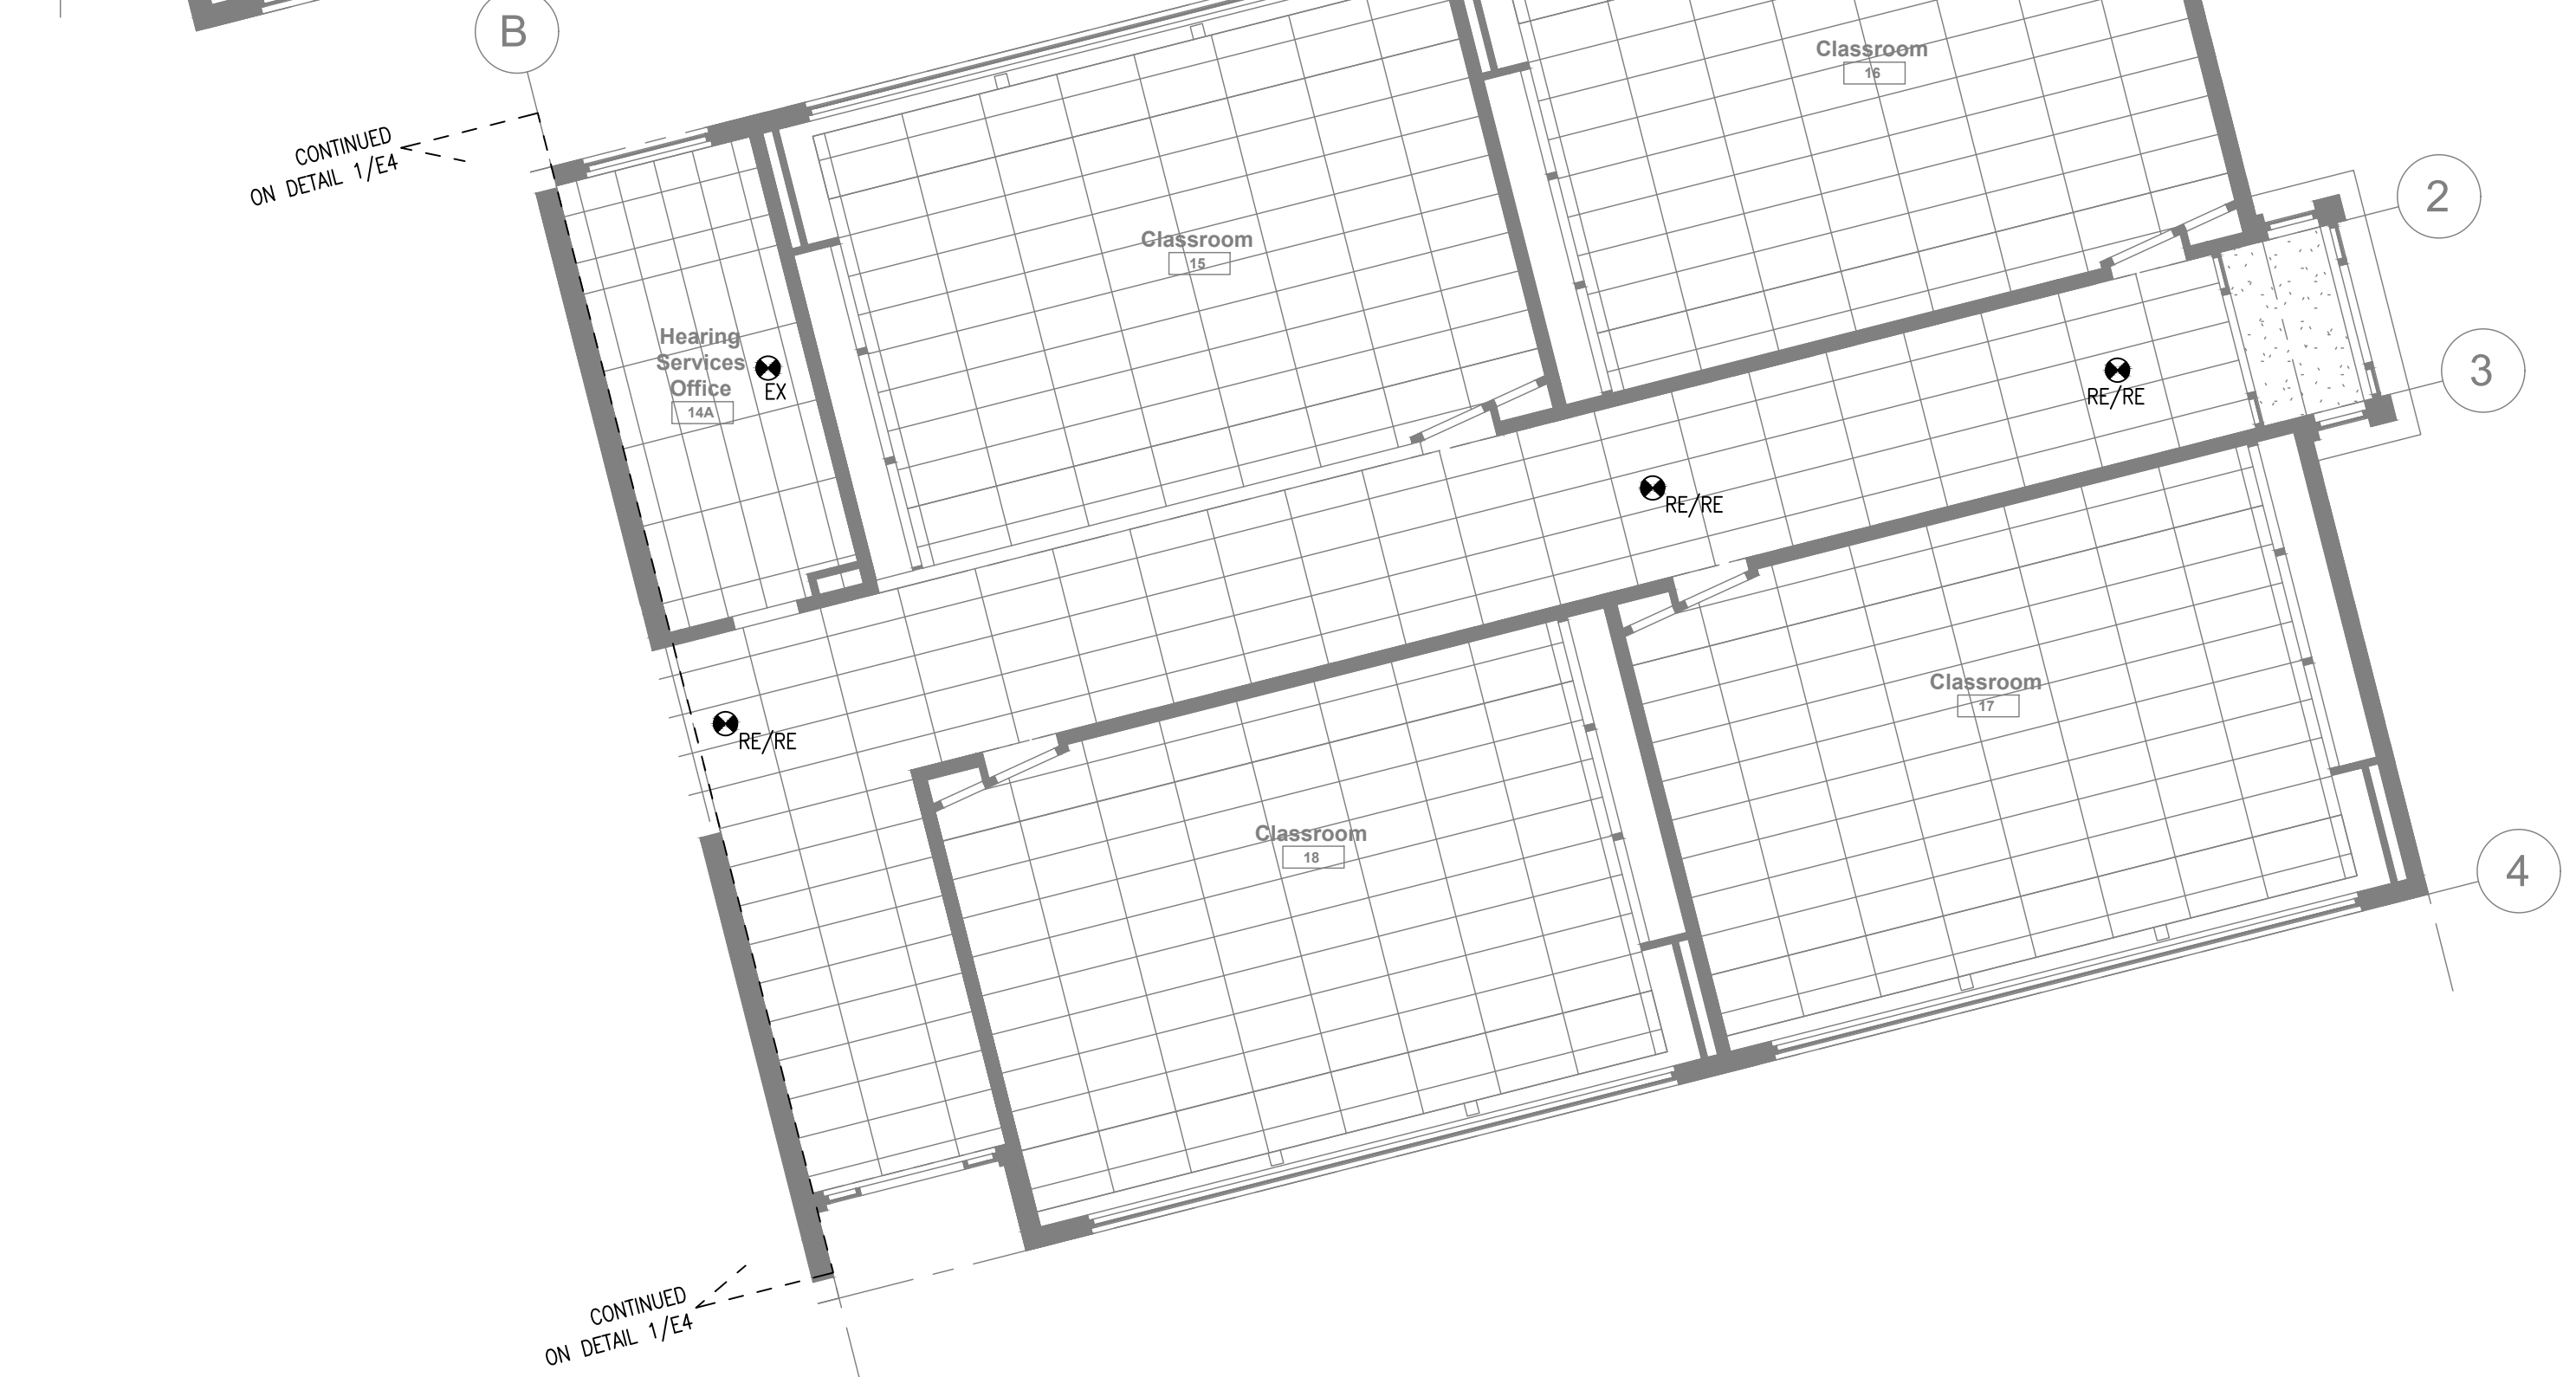 B
Classroom
16
CONTINUED
ON DETAIL 1/E4
2
Classroom
15
Hearing
Services
Office
14A
EX
RE/RE
3
RE/RE
Classroom
17
RE/RE
Classroom
18
4
CONTINUED
ON DETAIL 1/E4